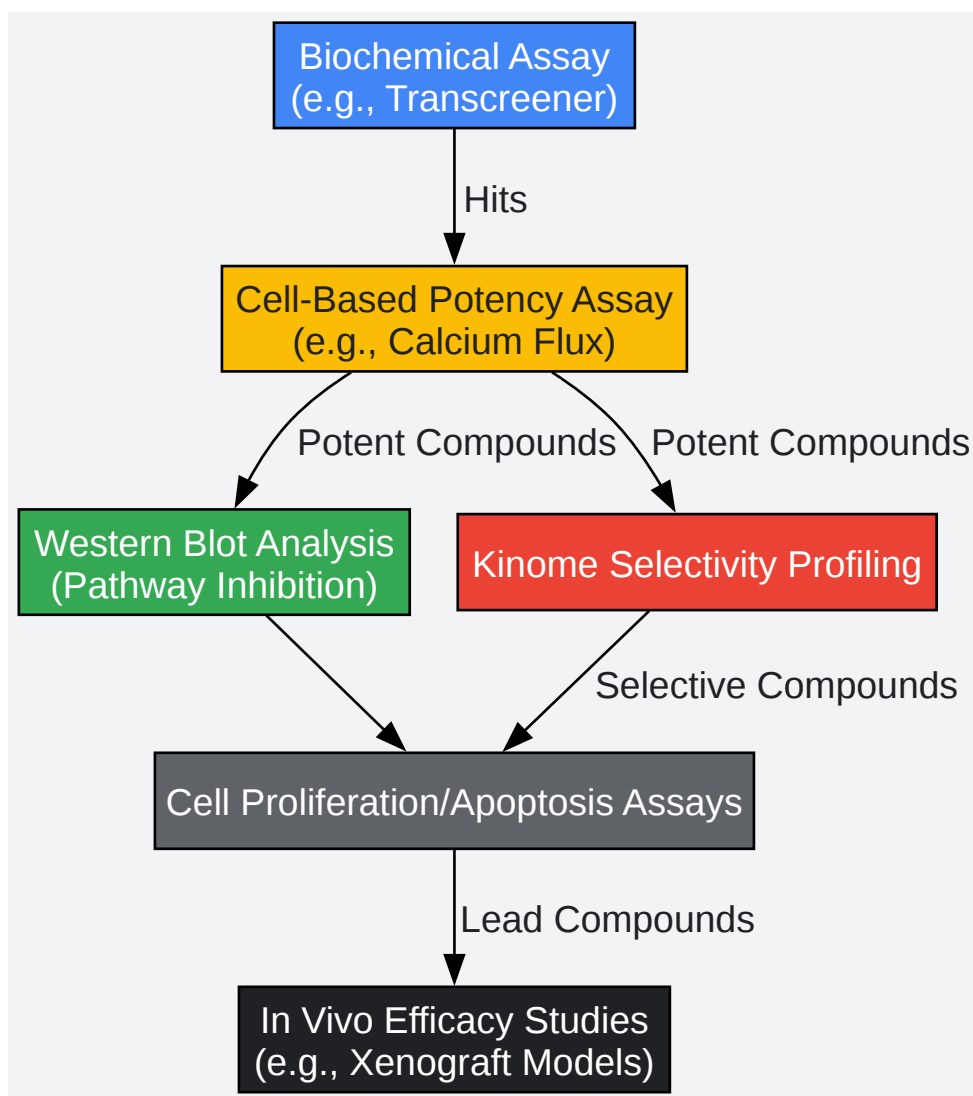 Biochemical Assay
(e.g., Transcreener)
Hits
Cell-Based Potency Assay
(e.g., Calcium Flux)
Potent Compounds
Potent Compounds
Western Blot Analysis
(Pathway Inhibition)
Kinome Selectivity Profiling
Selective Compounds
Cell Proliferation/Apoptosis Assays
Lead Compounds
In Vivo Efficacy Studies
(e.g., Xenograft Models)